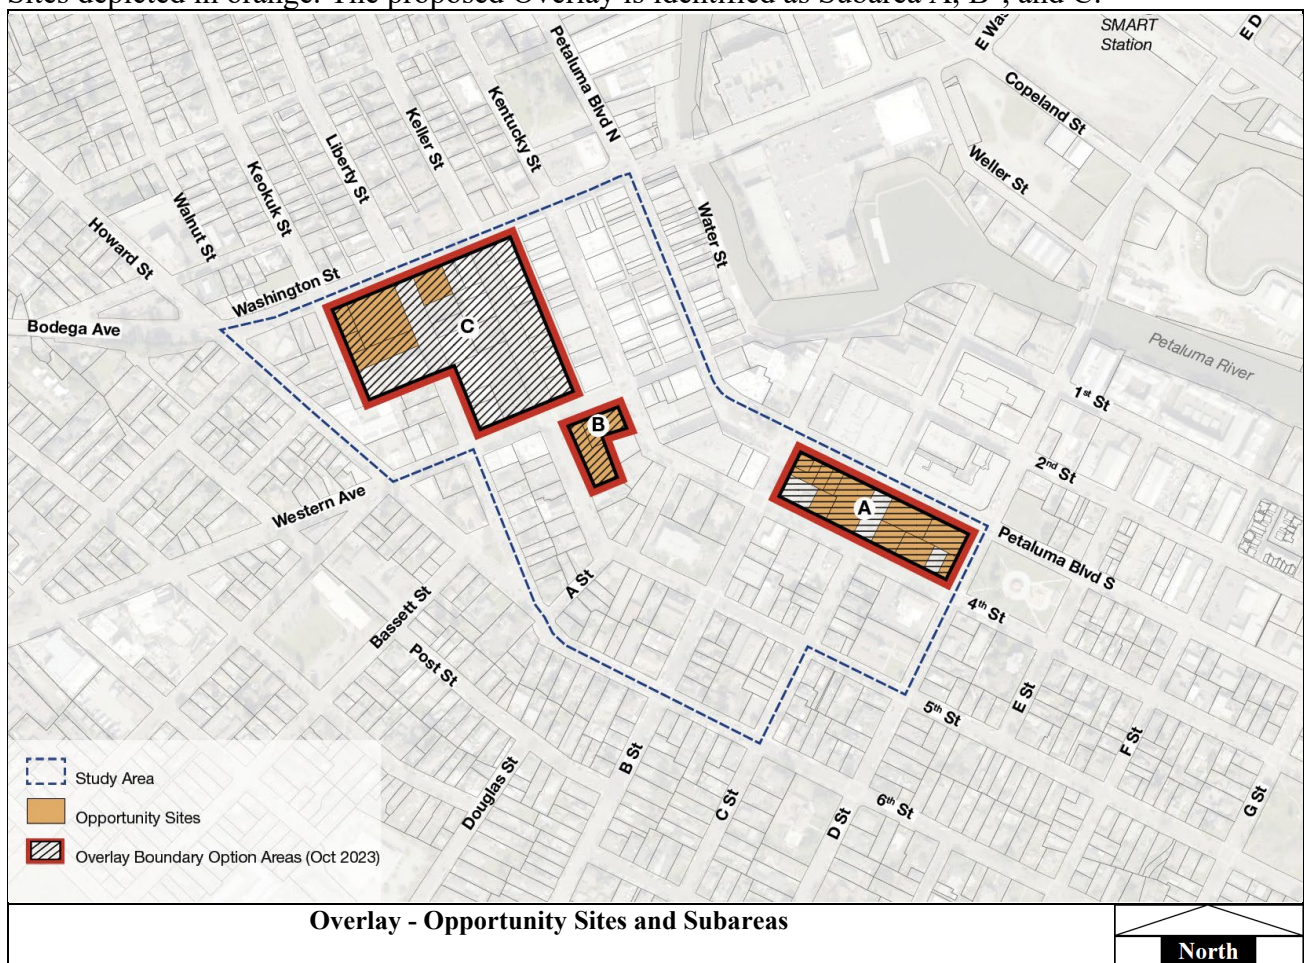 Sites depicted in orange. The proposed Overlay is identified as Subarea A, B , and C.
SMART
Station
E Was
E D
Petaluma Blvd N
Copeland St
Kentucky St
Keller St
Liberty St
Weller St
Keokuk St
Walnut St
Howard St
Water St
Washington St
Bodega Ave
C
Petaluma River
1st St
B
2nd St
Western Ave
A
Petaluma Blvd S
A St
4th St
Bassett St
Post St
E St
5th St
F St
B St
Study Area
Douglas St
C St
6th St
G St
D St
Opportunity Sites
Overlay Boundary Option Areas (Oct 2023)
Overlay - Opportunity Sites and Subareas
North